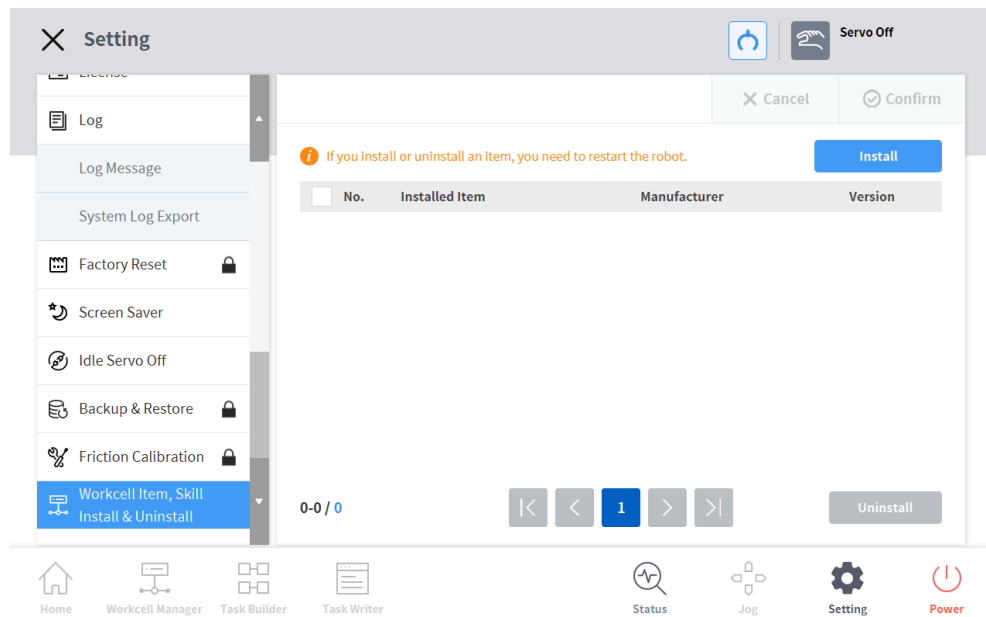 Setting
Servo Off
License
Log
Log Message
System Log Export
Factory Reset
Screen Saver
Idle Servo Off
Backup & Restore
Friction Calibration
Workcell Item, Skill
Install & Uninstall
Cancel
Confirm
If you install or uninstall an item, you need to restart the robot.
Install
No. Installed Item Manufacturer Version
0-0 / 0
1
Uninstall
Home
Workcell Manager
Task Builder
Task Writer
Status
Jog
Setting
Power